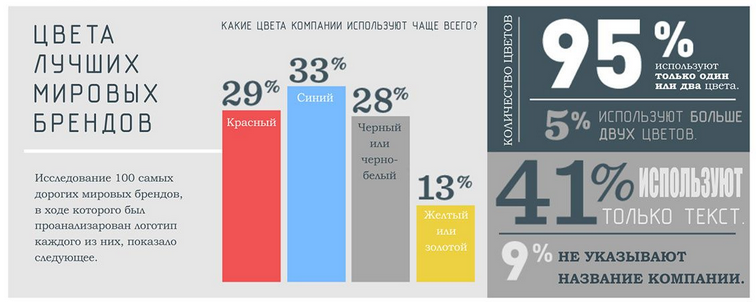 ЦВЕТА
ЛУЧШИХ
МИРОВЫХ
БРЕНДОВ
Исследование 100 самых
дорогих мировых брендов,
в ходе которого был
проанализирован логотип
каждого из них, показало
следующее.
КАКИЕ ЦВЕТА КОМПАНИИ ИСПОЛЬЗУЮТ ЧАЩЕ ВСЕГО?
29%
Красный
33%
Синий
28%
Черный
или
черно-
белый
13%
Желтый
или
золотой
КОЛИЧЕСТВО ЦВЕТОВ
95%
используют
только один
или два цвета.
5% ИСПОЛЬЗУЮТ БОЛЬШЕ
ДВУХ ЦВЕТОВ.
41% ИСПОЛЬЗУЮТ
ТОЛЬКО ТЕКСТ.
9% НЕ УКАЗЫВАЮТ
НАЗВАНИЕ КОМПАНИИ.